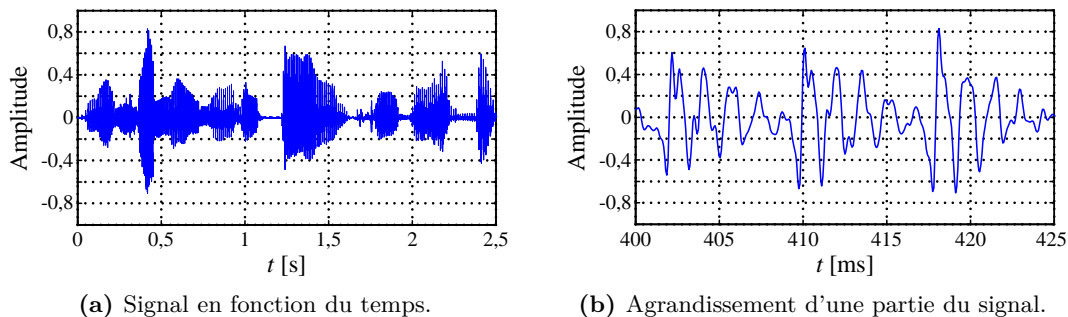 0,8
0,4
0
-0,4
-0,8
Amplitude
0 0,5 1 1,5 2 2,5
t [s]
(a) Signal en fonction du temps.
0,8
0,4
0
-0,4
-0,8
Amplitude
400 405 410 415 420 425
t [ms]
(b) Agrandissement d'une partie du signal.